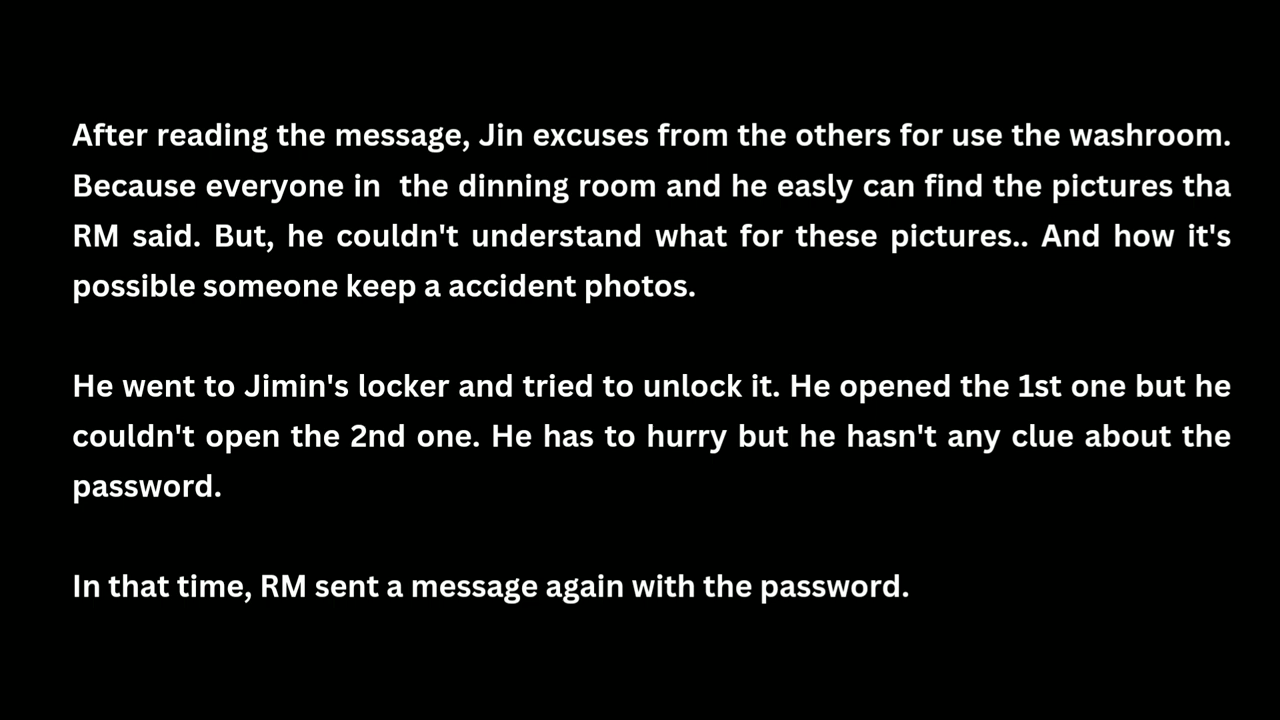 After reading the message, Jin excuses from the others for use the washroom.
Because everyone in  the dinning room and he easly can find the pictures tha
RM said. But, he couldn't understand what for these pictures.. And how it's
possible someone keep a accident photos.
He went to Jimin's locker and tried to unlock it. He opened the 1st one but he
couldn't open the 2nd one. He has to hurry but he hasn't any clue about the
password.
In that time, RM sent a message again with the password.